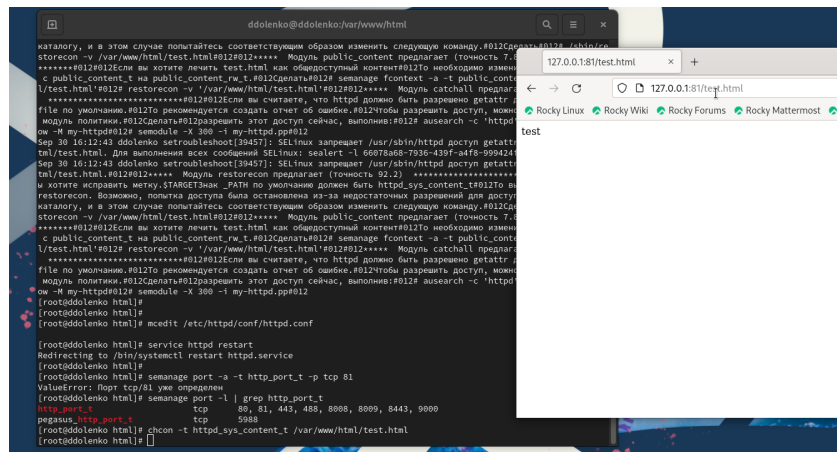 ddolenko@ddolenko:/var/www/html
каталогу, и в этом случае попытайтесь соответствующим образом изменить следующую команду.#012Сделать#012# /sbin/re
storecon -v /var/www/html/test.html#012#012***** Модуль public_content предлагает (точность 7.8
********#012#012Если вы хотите лечить test.html как общедоступный контент#012То необходимо измени
с public_content_t на public_content_rw_t.#012Сделать#012# semanage fcontext -a -t public_conte
l/test.html'#012# restorecon -v '/var/www/html/test.html'#012#012***** Модуль catchall предлага
***************************#012#012Если вы считаете, что httpd должно быть разрешено getattr д
file по умолчанию.#012То рекомендуется создать отчет об ошибке.#012Чтобы разрешить доступ, можно
модуль политики.#012Сделать#012разрешит этот доступ сейчас, выполнив:#012# ausearch -c 'httpd'
ow -M my-httpd#012# semodule -X 300 -i my-httpd.pp#012
Sep 30 16:12:43 ddolenko setroubleshoot[39457]: SELinux запрещает /usr/sbin/httpd доступ getattr
tml/test.html. Для выполнения всех сообщений SELinux: sealert -l 66078a68-7936-439f-a4f8-999424f
Sep 30 16:12:43 ddolenko setroubleshoot[39457]: SELinux запрещает /usr/sbin/httpd доступ getattr
tml/test.html.#012#012***** Модуль restorecon предлагает (точность 92.2) *********************
ы хотите исправить метку.$TARGETЗнак _PATH по умолчанию должен быть httpd_sys_content_t#012То вы
restorecon. Возможно, попытка доступа была остановлена из-за недостаточных разрешений для досту
каталогу, и в этом случае попытайтесь соответствующим образом изменить следующую команду.#012Сде
storecon -v /var/www/html/test.html#012#012***** Модуль public_content предлагает (точность 7.8
********#012#012Если вы хотите лечить test.html как общедоступный контент#012То необходимо измени
с public_content_t на public_content_rw_t.#012Сделать#012# semanage fcontext -a -t public_conte
l/test.html'#012# restorecon -v '/var/www/html/test.html'#012#012***** Модуль catchall предлага
***************************#012#012Если вы считаете, что httpd должно быть разрешено getattr д
file по умолчанию.#012То рекомендуется создать отчет об ошибке.#012Чтобы разрешить доступ, можно
модуль политики.#012Сделать#012разрешит этот доступ сейчас, выполнив:#012# ausearch -c 'httpd'
ow -M my-httpd#012# semodule -X 300 -i my-httpd.pp#012
[root@ddolenko html]#
[root@ddolenko html]#
[root@ddolenko html]# mcedit /etc/httpd/conf/httpd.conf
[root@ddolenko html]# service httpd restart
Redirecting to /bin/systemctl restart httpd.service
[root@ddolenko html]#
[root@ddolenko html]# semanage port -a -t http_port_t -p tcp 81
ValueError: Порт tcp/81 уже определен
[root@ddolenko html]# semanage port -l | grep http_port_t
http_port_t tcp 80, 81, 443, 488, 8008, 8009, 8443, 9000
pegasus_http_port_t tcp 5988
[root@ddolenko html]# chcon -t httpd_sys_content_t /var/www/html/test.html
[root@ddolenko html]#
127.0.0.1:81/test.html
127.0.0.1:81/test.html
Rocky Linux Rocky Wiki Rocky Forums Rocky Mattermost
test